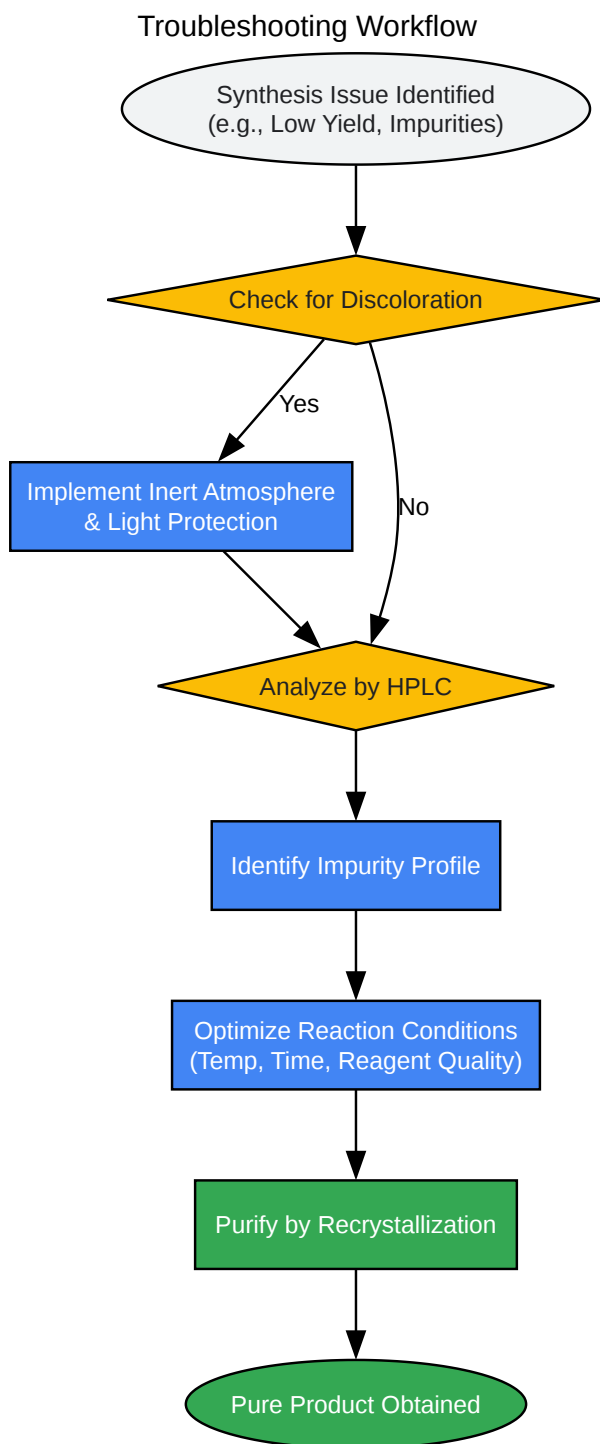 Troubleshooting Workflow
Synthesis Issue Identified
(e.g., Low Yield, Impurities)
Check for Discoloration
Yes
Implement Inert Atmosphere
& Light Protection
No
Analyze by HPLC
Identify Impurity Profile
Optimize Reaction Conditions
(Temp, Time, Reagent Quality)
Purify by Recrystallization
Pure Product Obtained